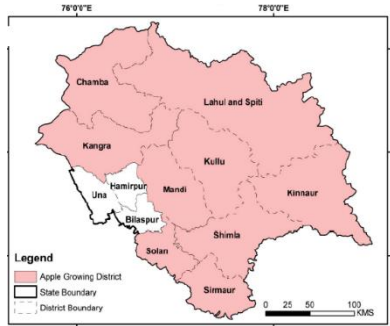 76°0'0"E 78°0'0"E
Chamba
Lahul and Spiti
Kangra
Kullu
Hamirpur
Una
Mandi
Kinnaur
Bilaspur
Shimla
Solan
Sirmaur
Legend
Apple Growing District
State Boundary
District Boundary
0 25 50 100
KMS